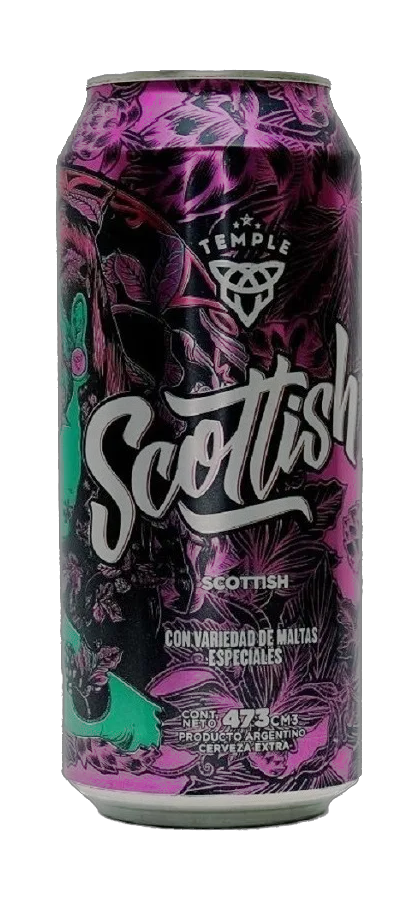 TEMPLE
Scottish
SCOTTISH
CON VARIEDAD DE MALTAS
ESPECIALES
CONT. NETO 473 CM3
PRODUCTO ARGENTINO
CERVEZA EXTRA